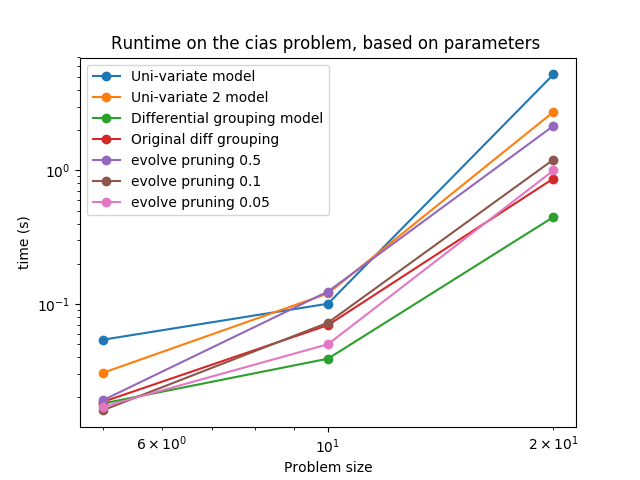 Runtime on the cias problem, based on parameters
Uni-variate model
Uni-variate 2 model
Differential grouping model
Original diff grouping
evolve pruning 0.5
evolve pruning 0.1
evolve pruning 0.05
time (s)
10⁰
10⁻¹
6 × 10⁰
10¹
2 × 10¹
Problem size